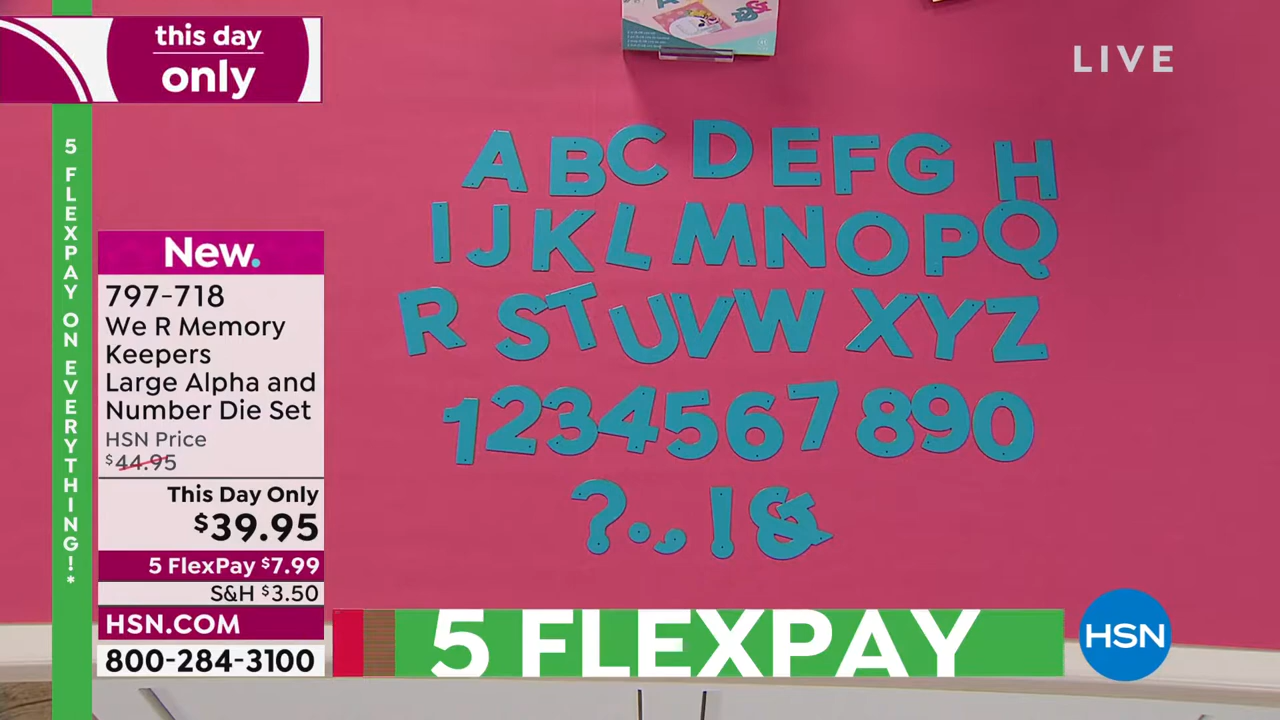 this day
only
LIVE
5 FLEXPAY ON EVERYTHING!*
New.
797-718
We R Memory
Keepers
Large Alpha and
Number Die Set
HSN Price
$44.95
This Day Only
$39.95
5 FlexPay $7.99
S&H $3.50
HSN.COM
800-284-3100
A B C D E F G H
I J K L M N O P Q
R S T U V W X Y Z
1 2 3 4 5 6 7 8 9 0
? . , ! &
5 FLEXPAY
HSN